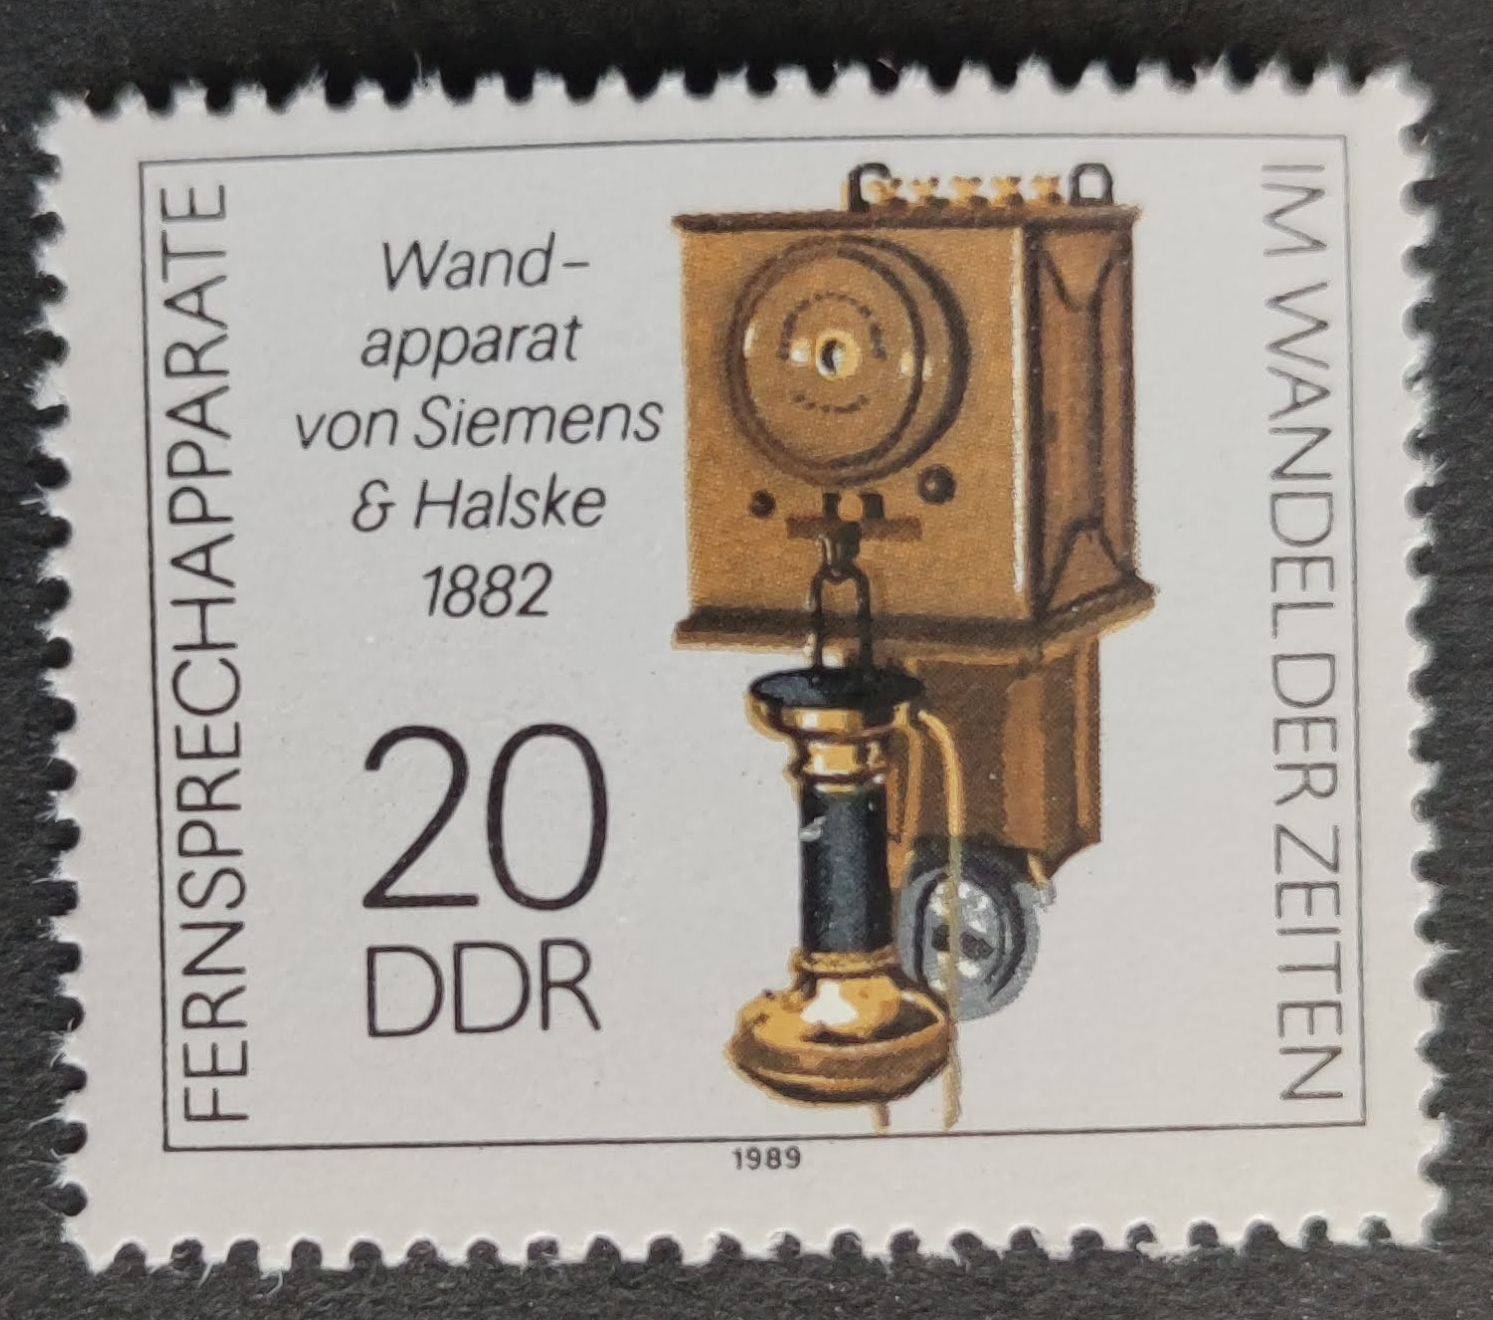 FERNSPRECHAPPARATE
Wand-
apparat
von Siemens
& Halske
1882
20
DDR
IM WANDEL DER ZEITEN
1989